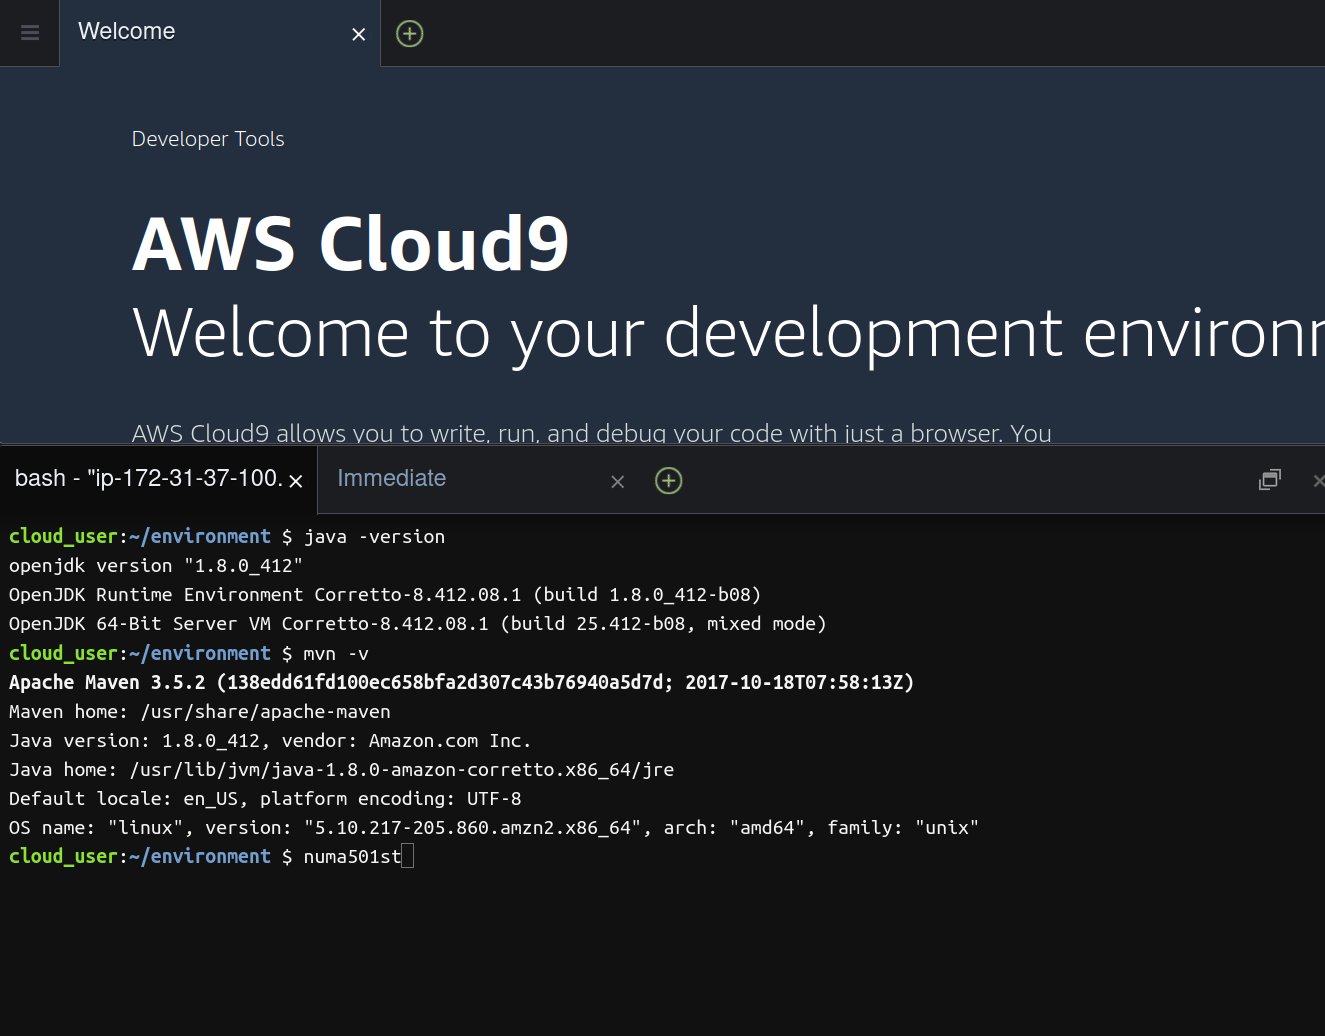 Welcome
Developer Tools
AWS Cloud9
Welcome to your development environ
AWS Cloud9 allows you to write, run, and debug your code with just a browser. You
bash - "ip-172-31-37-100. Immediate
cloud_user:~/environment $ java -version
openjdk version "1.8.0_412"
OpenJDK Runtime Environment Corretto-8.412.08.1 (build 1.8.0_412-b08)
OpenJDK 64-Bit Server VM Corretto-8.412.08.1 (build 25.412-b08, mixed mode)
cloud_user:~/environment $ mvn -v
Apache Maven 3.5.2 (138edd61fd100ec658bfa2d307c43b76940a5d7d; 2017-10-18T07:58:13Z)
Maven home: /usr/share/apache-maven
Java version: 1.8.0_412, vendor: Amazon.com Inc.
Java home: /usr/lib/jvm/java-1.8.0-amazon-corretto.x86_64/jre
Default locale: en_US, platform encoding: UTF-8
OS name: "linux", version: "5.10.217-205.860.amzn2.x86_64", arch: "amd64", family: "unix"
cloud_user:~/environment $ numa501st